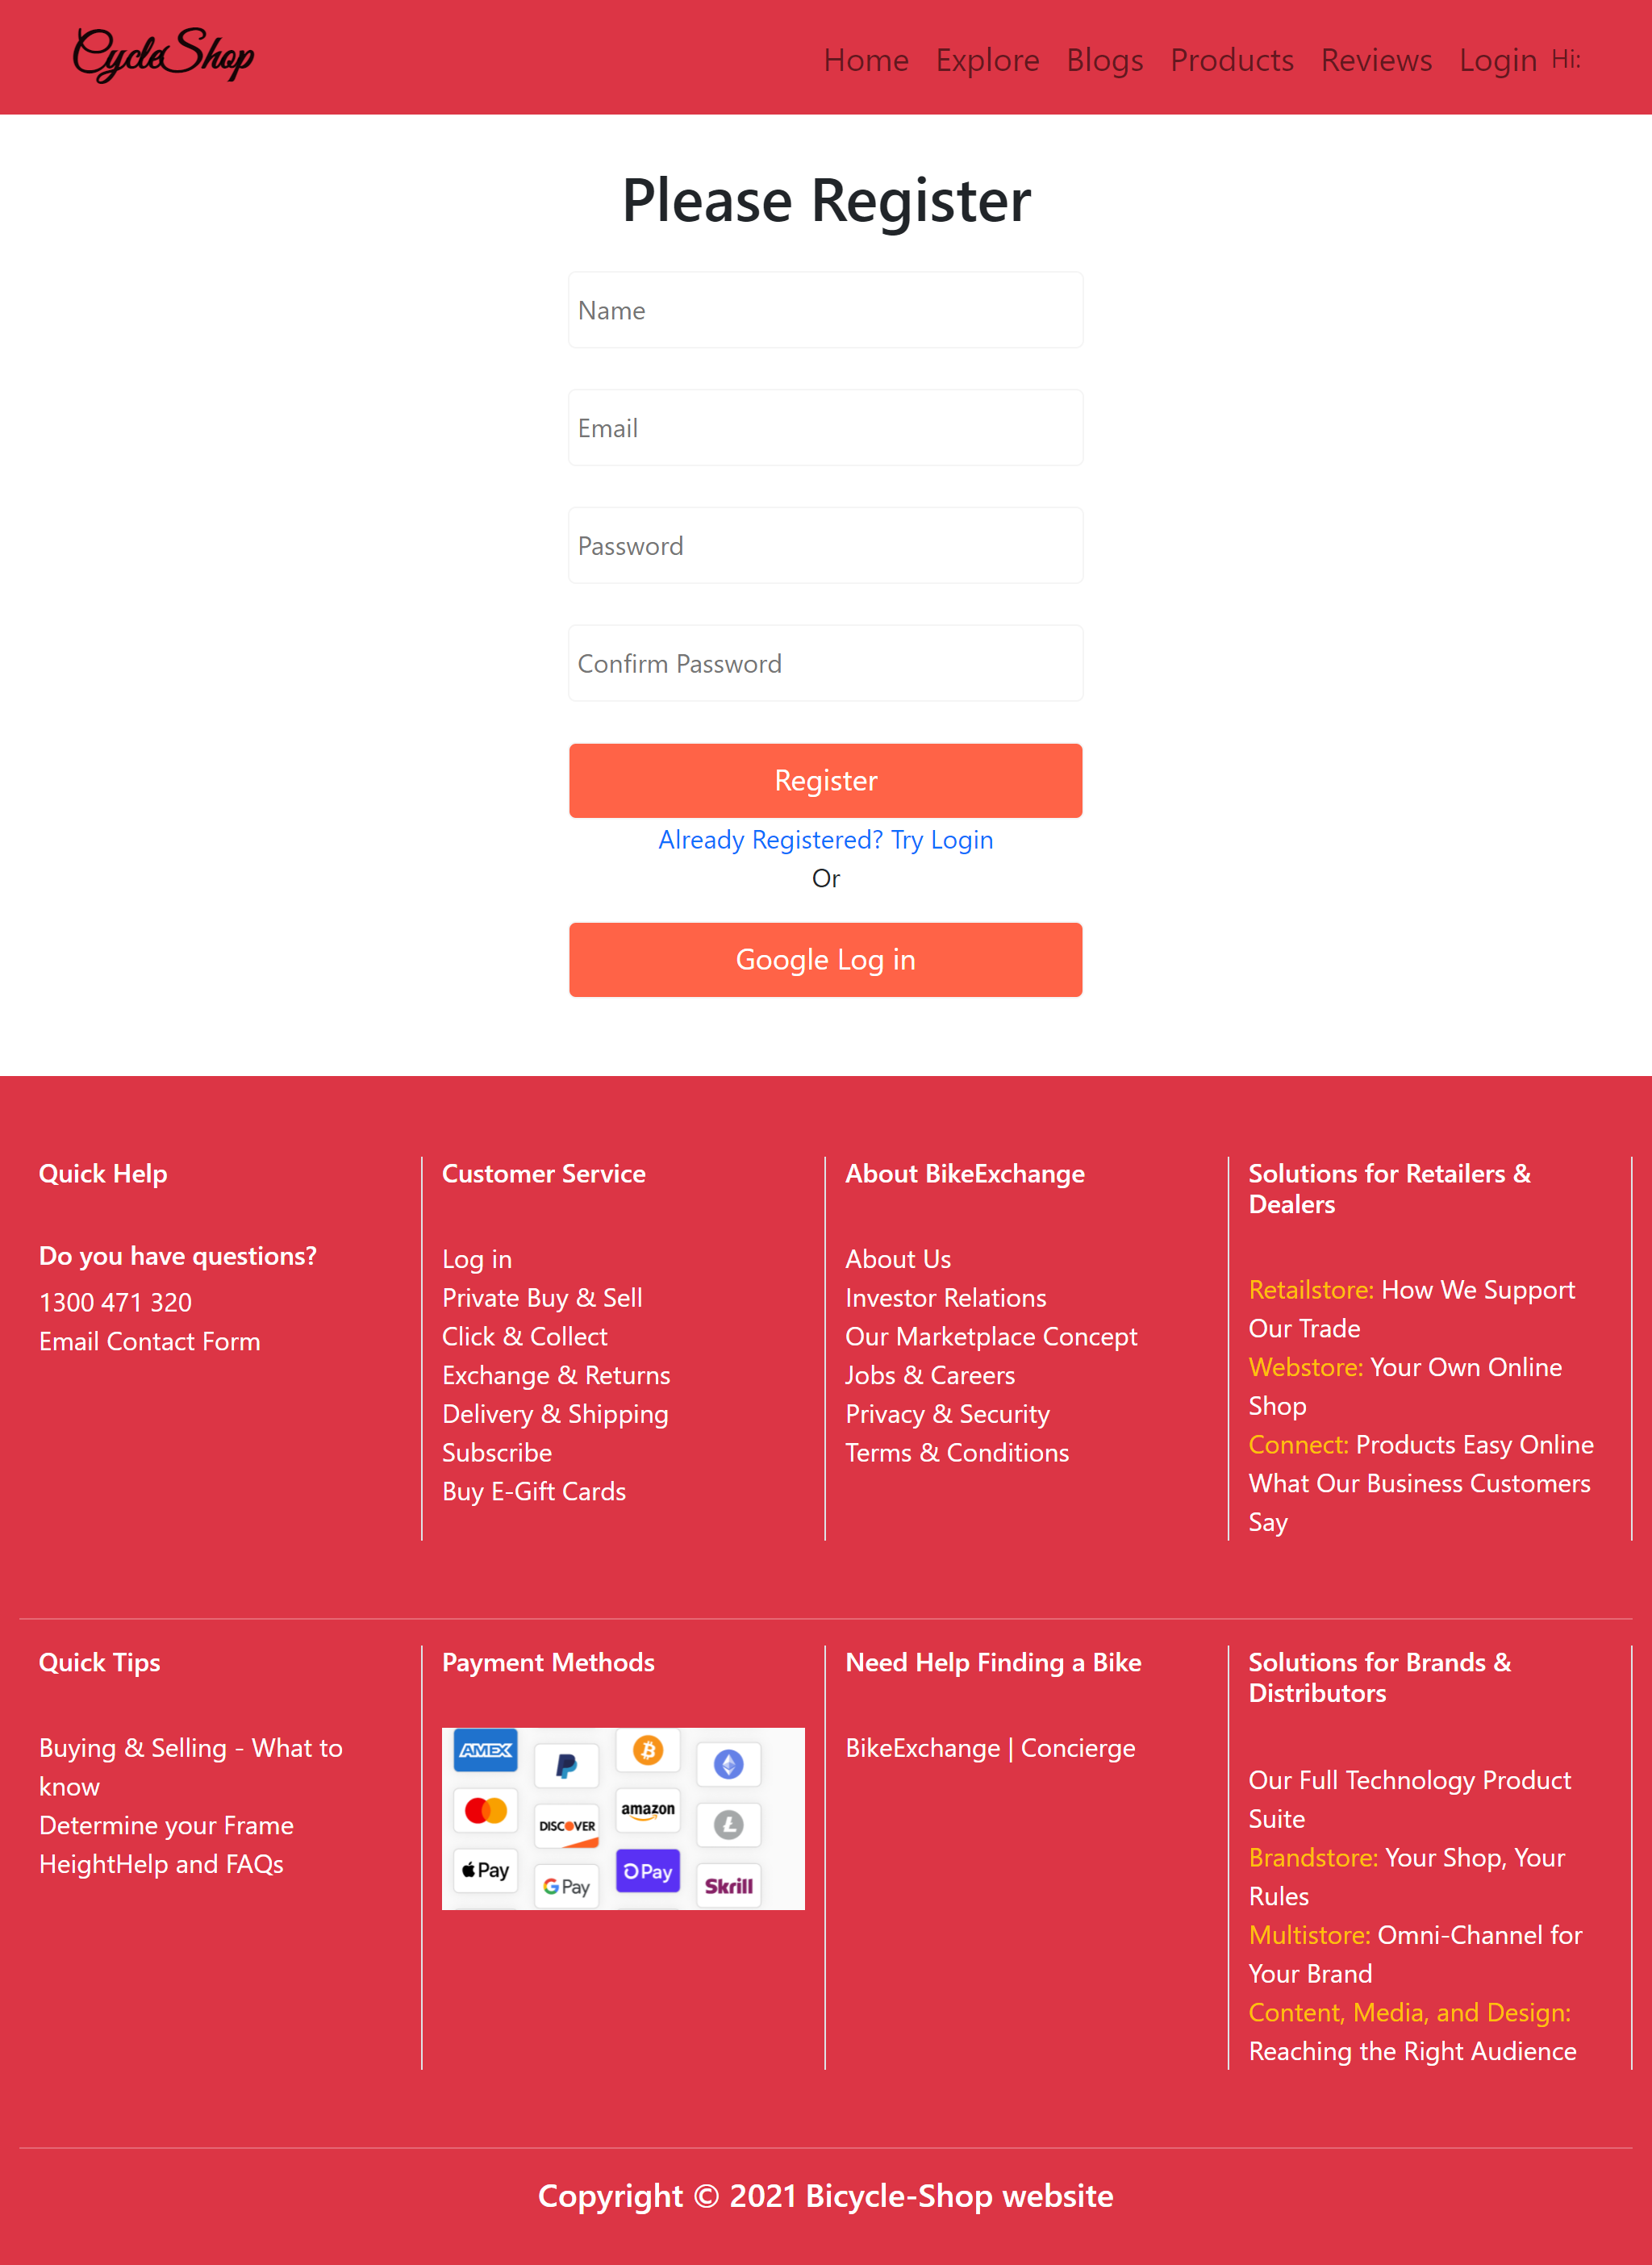 CycleShop
Home Explore Blogs Products Reviews Login Hi:
Please Register
Name
Email
Password
Confirm Password
Register
Already Registered? Try Login
Or
Google Log in
Quick Help
Do you have questions?
1300 471 320
Email Contact Form
Customer Service
Log in
Private Buy & Sell
Click & Collect
Exchange & Returns
Delivery & Shipping
Subscribe
Buy E-Gift Cards
About BikeExchange
About Us
Investor Relations
Our Marketplace Concept
Jobs & Careers
Privacy & Security
Terms & Conditions
Solutions for Retailers &
Dealers
Retailstore: How We Support
Our Trade
Webstore: Your Own Online
Shop
Connect: Products Easy Online
What Our Business Customers
Say
Quick Tips
Buying & Selling - What to
know
Determine your Frame
HeightHelp and FAQs
Payment Methods
AMEX
DISCOVER
amazon
Pay
G Pay
Pay
Skrill
Need Help Finding a Bike
BikeExchange | Concierge
Solutions for Brands &
Distributors
Our Full Technology Product
Suite
Brandstore: Your Shop, Your
Rules
Multistore: Omni-Channel for
Your Brand
Content, Media, and Design:
Reaching the Right Audience
Copyright © 2021 Bicycle-Shop website